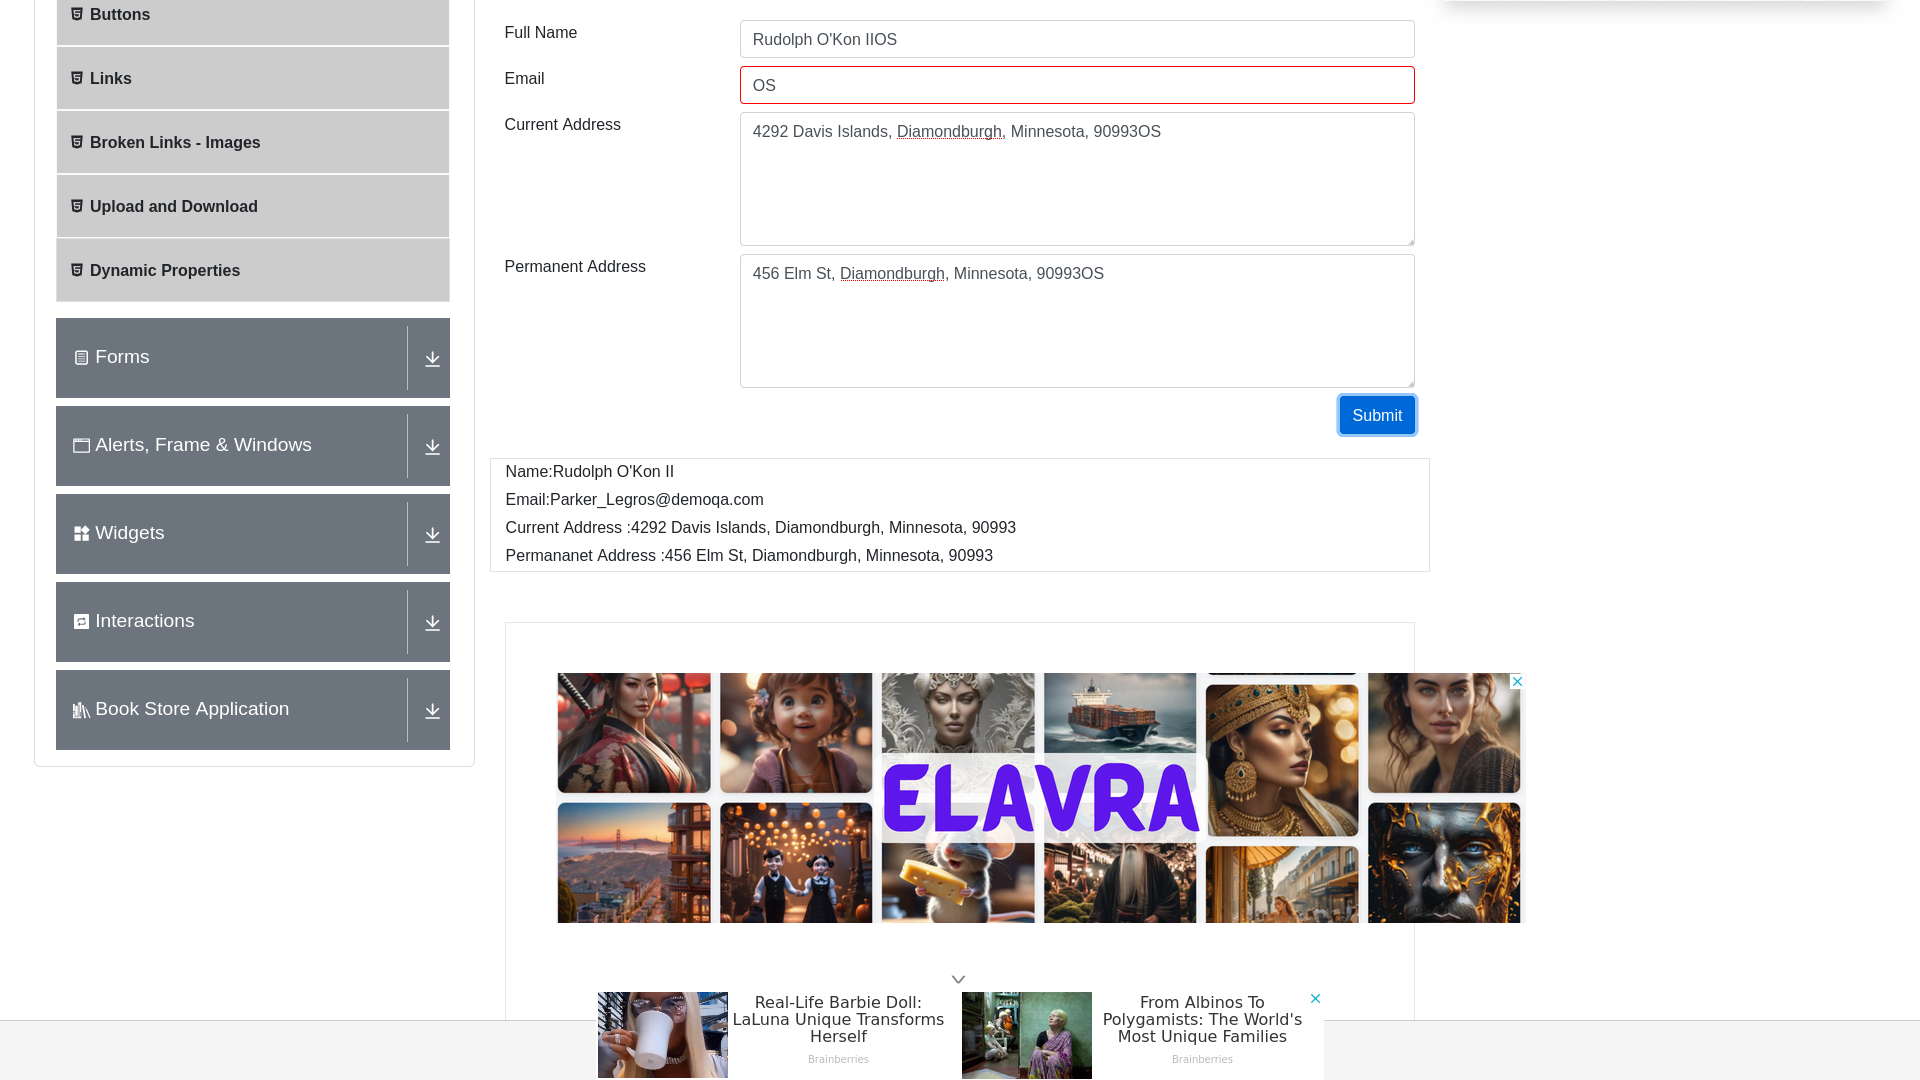 Buttons
Links
Broken Links - Images
Upload and Download
Dynamic Properties
Forms
Alerts, Frame & Windows
Widgets
Interactions
Book Store Application
Full Name
Rudolph O'Kon IIOS
Email
OS
Current Address
4292 Davis Islands, Diamondburgh, Minnesota, 90993OS
Permanent Address
456 Elm St, Diamondburgh, Minnesota, 90993OS
Submit
Name:Rudolph O'Kon II
Email:Parker_Legros@demoqa.com
Current Address :4292 Davis Islands, Diamondburgh, Minnesota, 90993
Permananet Address :456 Elm St, Diamondburgh, Minnesota, 90993
ELAVRA
Real-Life Barbie Doll:
LaLuna Unique Transforms
Herself
Brainberries
From Albinos To
Polygamists: The World's
Most Unique Families
Brainberries